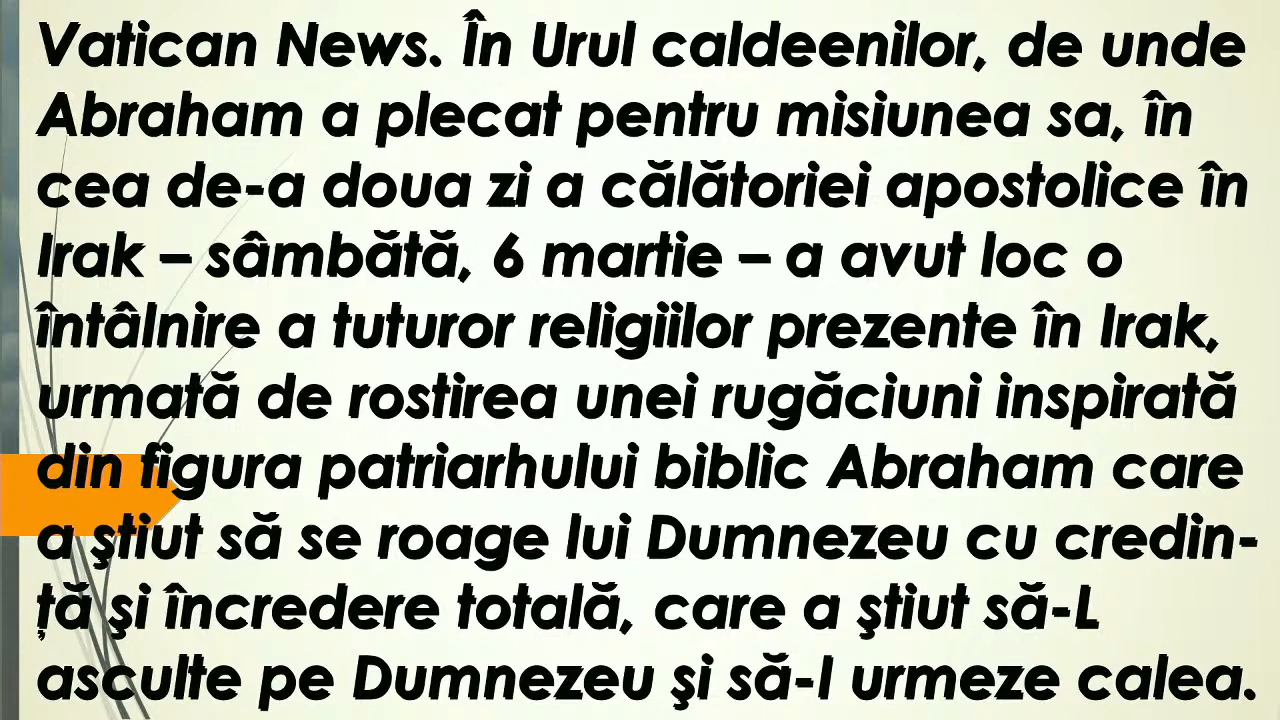 Vatican News. În Urul caldeenilor, de unde
Abraham a plecat pentru misiunea sa, în
cea de-a doua zi a călătoriei apostolice în
Irak – sâmbătă, 6 martie – a avut loc o
întâlnire a tuturor religiilor prezente în Irak,
urmată de rostirea unei rugăciuni inspirată
din figura patriarhului biblic Abraham care
a ştiut să se roage lui Dumnezeu cu credin-
ță şi încredere totală, care a ştiut să-L
asculte pe Dumnezeu şi să-I urmeze calea.